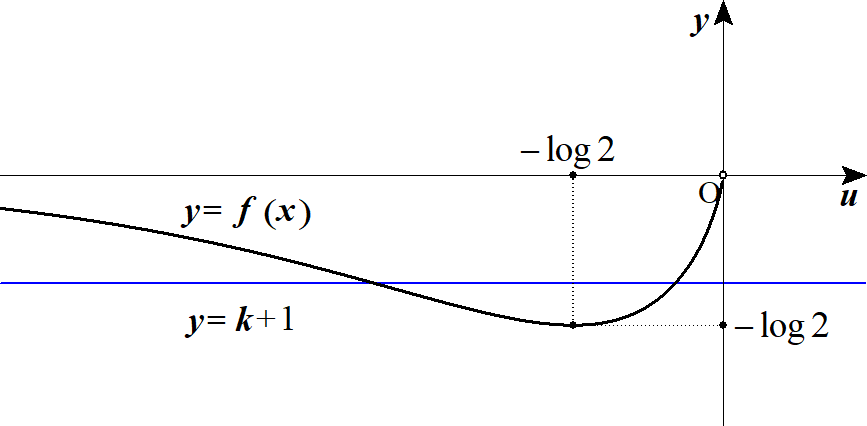 y
− log 2
O
u
y= f (x)
y= k+1
− log 2